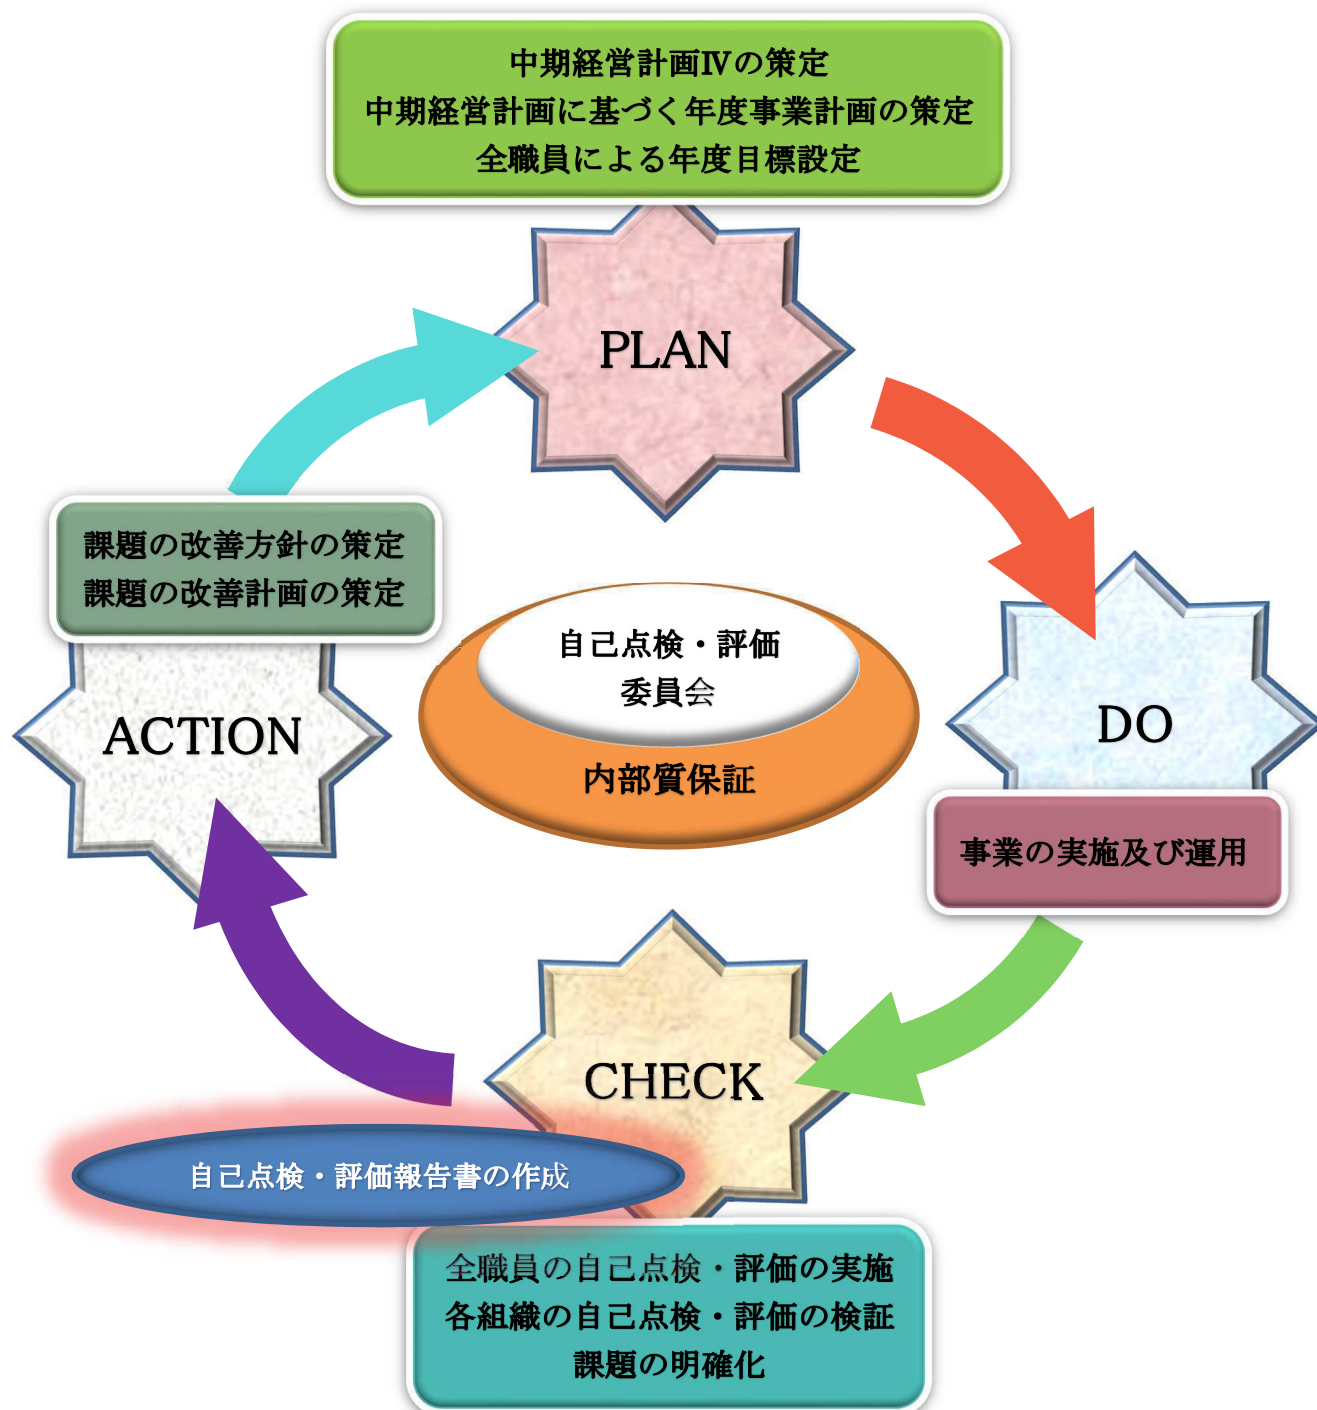 中期経営計画Ⅳの策定
中期経営計画に基づく年度事業計画の策定
全職員による年度目標設定
PLAN
課題の改善方針の策定
課題の改善計画の策定
ACTION
自己点検・評価
委員会
内部質保証
DO
事業の実施及び運用
CHECK
自己点検・評価報告書の作成
全職員の自己点検・評価の実施
各組織の自己点検・評価の検証
課題の明確化